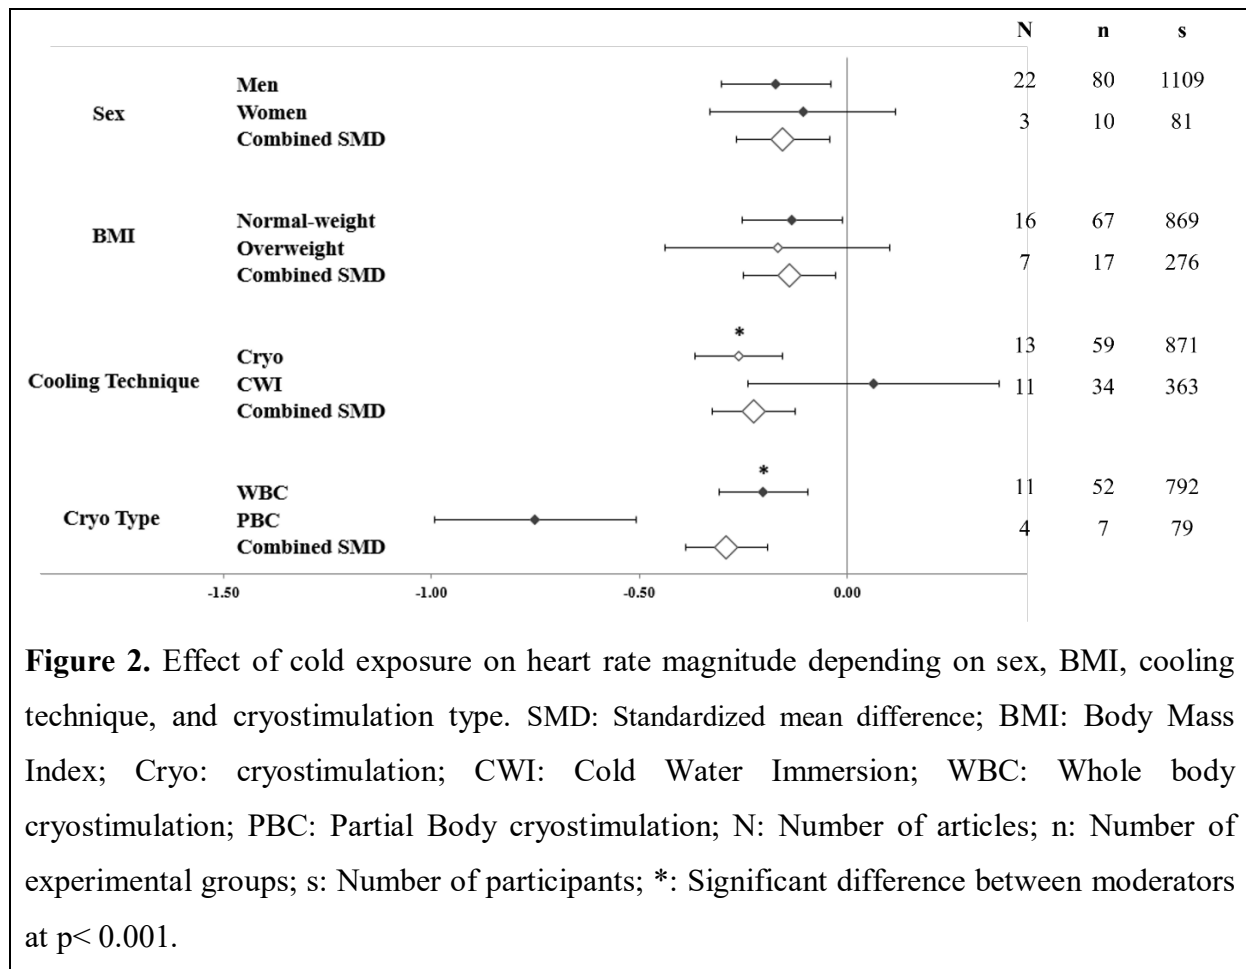 N n s
Men 22 80 1109
Sex Women 3 10 81
Combined SMD
Normal-weight 16 67 869
BMI Overweight 7 17 276
Combined SMD
*
Cryo 13 59 871
Cooling Technique CWI 11 34 363
Combined SMD
*
WBC 11 52 792
Cryo Type PBC 4 7 79
Combined SMD
-1.50 -1.00 -0.50 0.00
Figure 2. Effect of cold exposure on heart rate magnitude depending on sex, BMI, cooling
technique, and cryostimulation type. SMD: Standardized mean difference; BMI: Body Mass
Index; Cryo: cryostimulation; CWI: Cold Water Immersion; WBC: Whole body
cryostimulation; PBC: Partial Body cryostimulation; N: Number of articles; n: Number of
experimental groups; s: Number of participants; *: Significant difference between moderators
at p< 0.001.